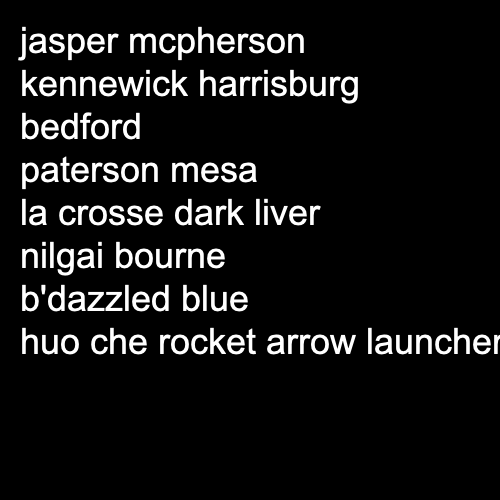 jasper mcpherson
kennewick harrisburg
bedford
paterson mesa
la crosse dark liver
nilgai bourne
b'dazzled blue
huo che rocket arrow launcher